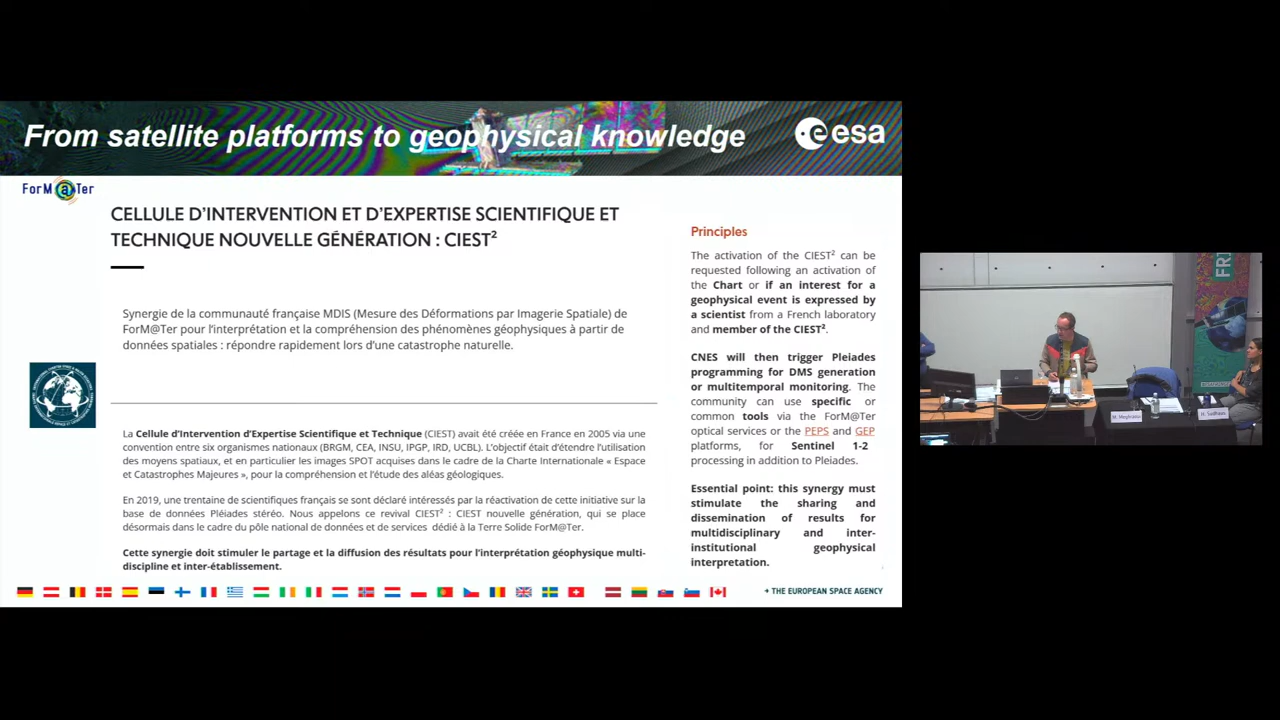 From satellite platforms to geophysical knowledge
esa
ForM@Ter
CELLULE D'INTERVENTION ET D'EXPERTISE SCIENTIFIQUE ET
TECHNIQUE NOUVELLE GÉNÉRATION : CIEST²
Synergie de la communauté française MDIS (Mesure des Déformations par Imagerie Spatiale) de
ForM@Ter pour l'interprétation et la compréhension des phénomènes géophysiques à partir de
données spatiales : répondre rapidement lors d'une catastrophe naturelle.
La Cellule d'Intervention d'Expertise Scientifique et Technique (CIEST) avait été créée en France en 2005 via une
convention entre six organismes nationaux (BRGM, CEA, INSU, IPGP, IRD, UCBL). L'objectif était d'étendre l'utilisation
des moyens spatiaux, et en particulier les images SPOT acquises dans le cadre de la Charte Internationale « Espace
et Catastrophes Majeures », pour la compréhension et l'étude des aléas géologiques.
En 2019, une trentaine de scientifiques français se sont déclaré intéressés par la réactivation de cette initiative sur la
base de données Pléiades stéréo. Nous appelons ce revival CIEST² : CIEST nouvelle génération, qui se place
désormais dans le cadre du pôle national de données et de services dédié à la Terre Solide ForM@Ter.
Cette synergie doit stimuler le partage et la diffusion des résultats pour l'interprétation géophysique multi-
discipline et inter-établissement.
Principles
The activation of the CIEST² can be
requested following an activation of
the Chart or if an interest for a
geophysical event is expressed by
a scientist from a French laboratory
and member of the CIEST².
CNES will then trigger Pleiades
programming for DMS generation
or multitemporal monitoring. The
community can use specific or
common tools via the ForM@Ter
optical services or the PEPS and GEP
platforms, for Sentinel 1-2
processing in addition to Pleiades.
Essential point: this synergy must
stimulate the sharing and
dissemination of results for
multidisciplinary and inter-
institutional geophysical
interpretation.
→ THE EUROPEAN SPACE AGENCY
FRI